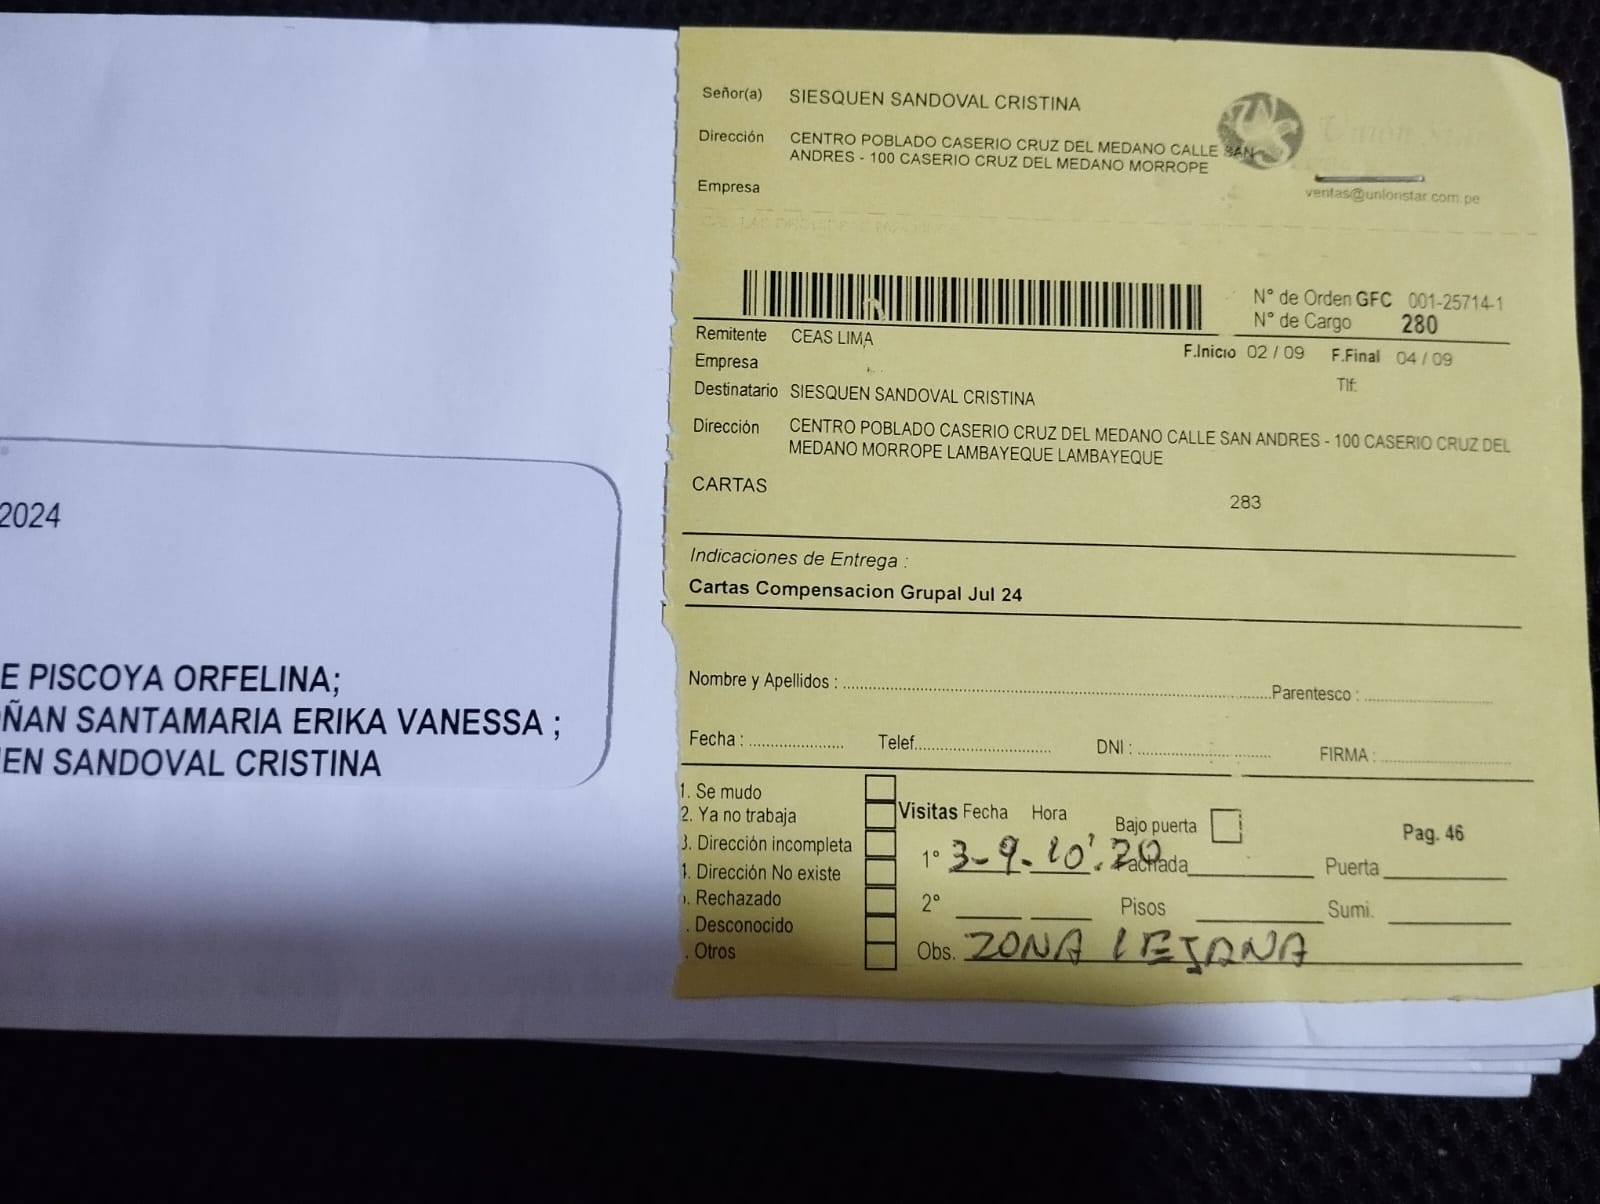 2024
E PISCOYA ORFELINA;
ÑAN SANTAMARIA ERIKA VANESSA ;
EN SANDOVAL CRISTINA
Señor(a) SIESQUEN SANDOVAL CRISTINA
Dirección CENTRO POBLADO CASERIO CRUZ DEL MEDANO CALLE SAN
ANDRES - 100 CASERIO CRUZ DEL MEDANO MORROPE
Empresa
Unión Star
ventas@unionstar.com.pe
N° de Orden GFC 001-25714-1
N° de Cargo 280
Remitente CEAS LIMA
F.Inicio 02 / 09 F.Final 04 / 09
Empresa
Tlf:
Destinatario SIESQUEN SANDOVAL CRISTINA
Dirección CENTRO POBLADO CASERIO CRUZ DEL MEDANO CALLE SAN ANDRES - 100 CASERIO CRUZ DEL
MEDANO MORROPE LAMBAYEQUE LAMBAYEQUE
CARTAS
283
Indicaciones de Entrega :
Cartas Compensacion Grupal Jul 24
Nombre y Apellidos : Parentesco :
Fecha : Telef. DNI : FIRMA :
1. Se mudo
2. Ya no trabaja
3. Dirección incompleta
. Dirección No existe
. Rechazado
. Desconocido
. Otros
Visitas Fecha Hora Bajo puerta Pag. 46
1° 3-9-10:20 Fachada Puerta
2° Pisos Sumi.
Obs. ZONA LEJANA